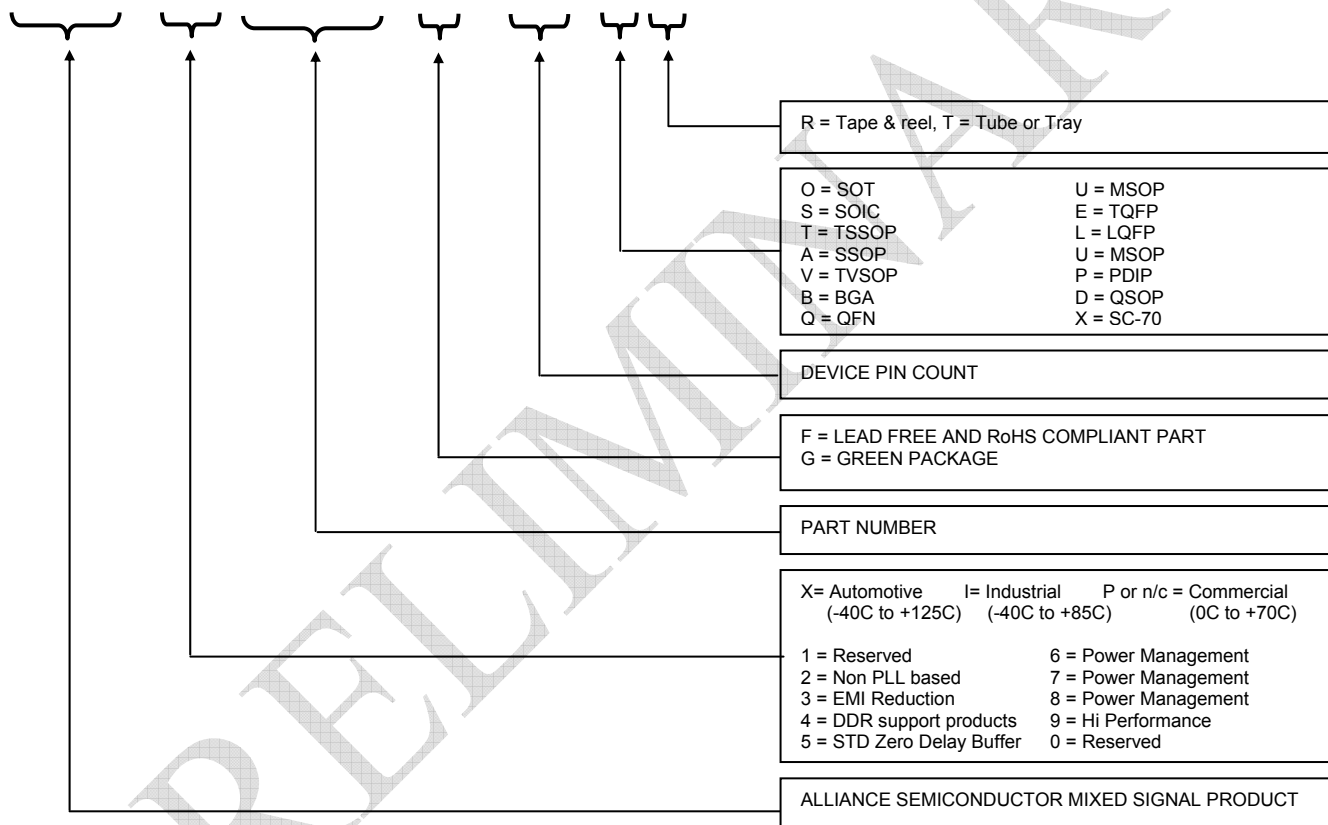 R = Tape & reel, T = Tube or Tray
O = SOT U = MSOP
S = SOIC E = TQFP
T = TSSOP L = LQFP
A = SSOP U = MSOP
V = TVSOP P = PDIP
B = BGA D = QSOP
Q = QFN X = SC-70
DEVICE PIN COUNT
F = LEAD FREE AND RoHS COMPLIANT PART
G = GREEN PACKAGE
PART NUMBER
X= Automotive I= Industrial P or n/c = Commercial
(-40C to +125C) (-40C to +85C) (0C to +70C)
1 = Reserved 6 = Power Management
2 = Non PLL based 7 = Power Management
3 = EMI Reduction 8 = Power Management
4 = DDR support products 9 = Hi Performance
5 = STD Zero Delay Buffer 0 = Reserved
ALLIANCE SEMICONDUCTOR MIXED SIGNAL PRODUCT
RELIMINAR